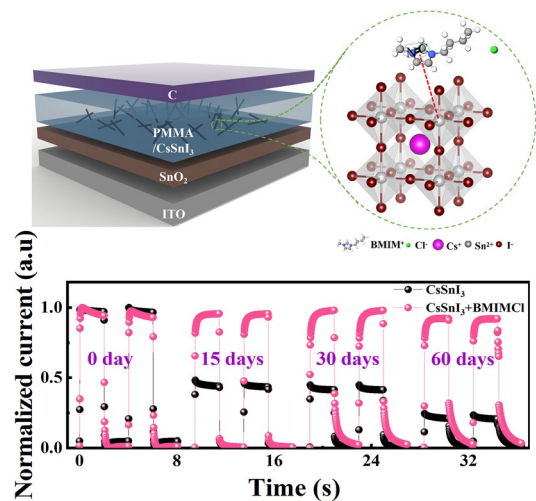 C
PMMA
/CsSnI₃
SnO₂
ITO
BMIM⁺ Cl⁻ Cs⁺ Sn²⁺ I⁻
Normalized current (a.u)
1.0
0.5
0.0
CsSnI₃
CsSnI₃+BMIMCl
0 day 15 days 30 days 60 days
0 8 16 24 32
Time (s)